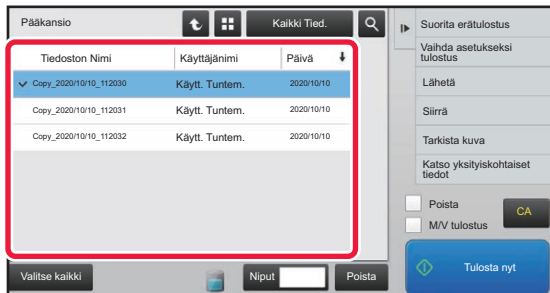 Pääkansio
Kaikki Tied.
Tiedoston Nimi Käyttäjänimi Päivä
Copy_2020/10/10_112030 Käytt. Tuntem. 2020/10/10
Copy_2020/10/10_112031 Käytt. Tuntem. 2020/10/10
Copy_2020/10/10_112032 Käytt. Tuntem. 2020/10/10
Valitse kaikki
Niput
Poista
Suorita erätulostus
Vaihda asetukseksi
tulostus
Lähetä
Siirrä
Tarkista kuva
Katso yksityiskohtaiset
tiedot
Poista
M/V tulostus
CA
Tulosta nyt